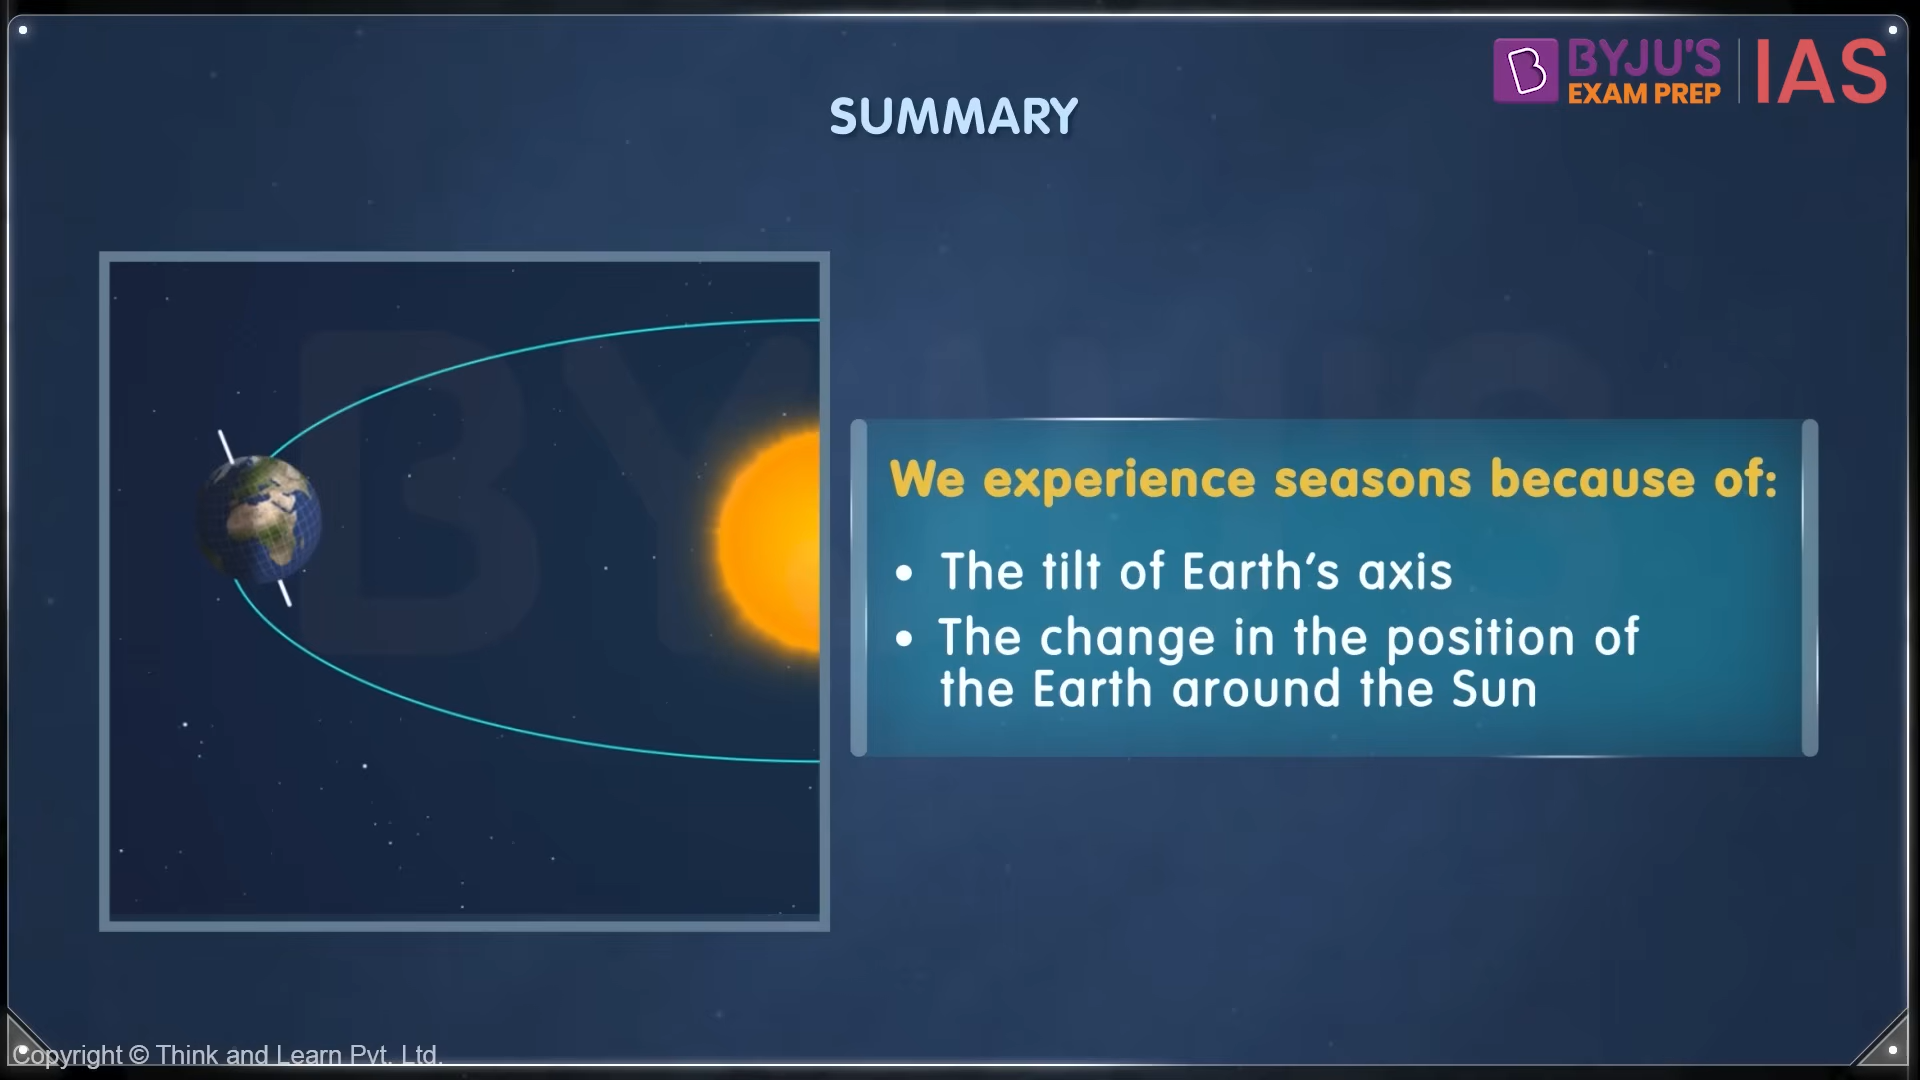 BYJU'S
EXAM PREP
IAS
SUMMARY
BYJU'S
We experience seasons because of:
• The tilt of Earth's axis
• The change in the position of
the Earth around the Sun
Copyright © Think and Learn Pvt. Ltd.